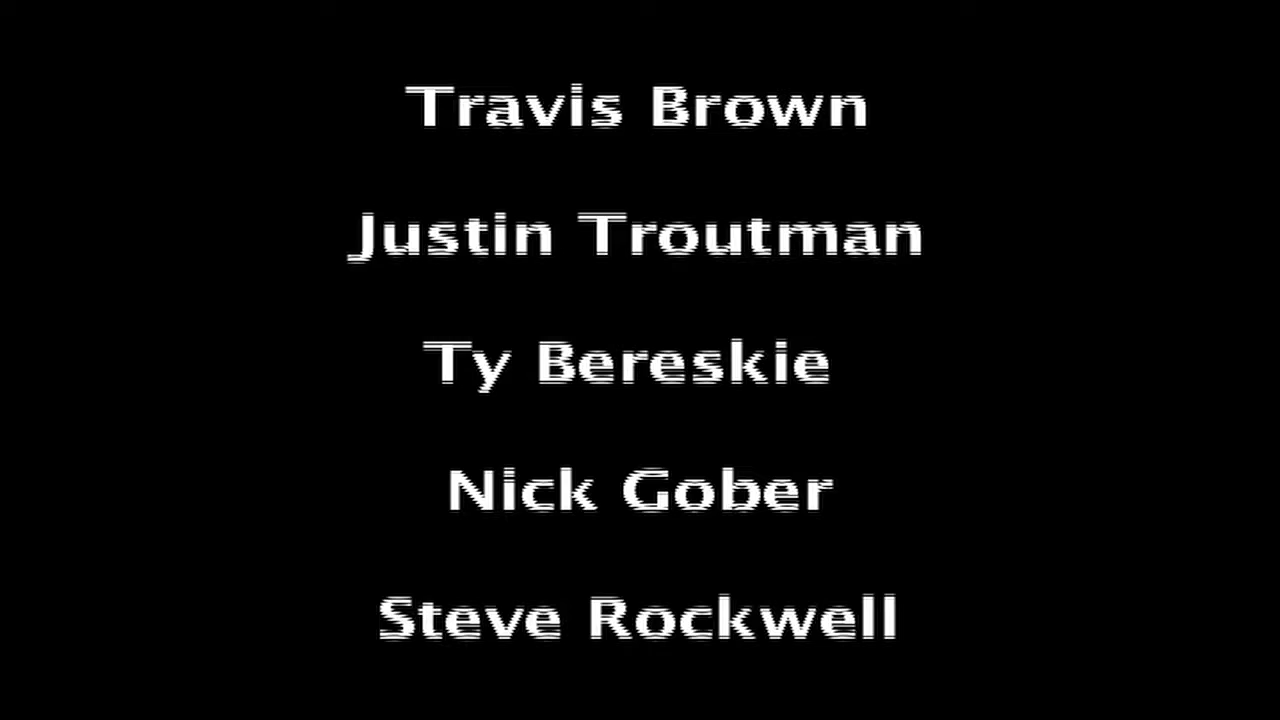 Travis Brown
Justin Troutman
Ty Bereskie
Nick Gober
Steve Rockwell